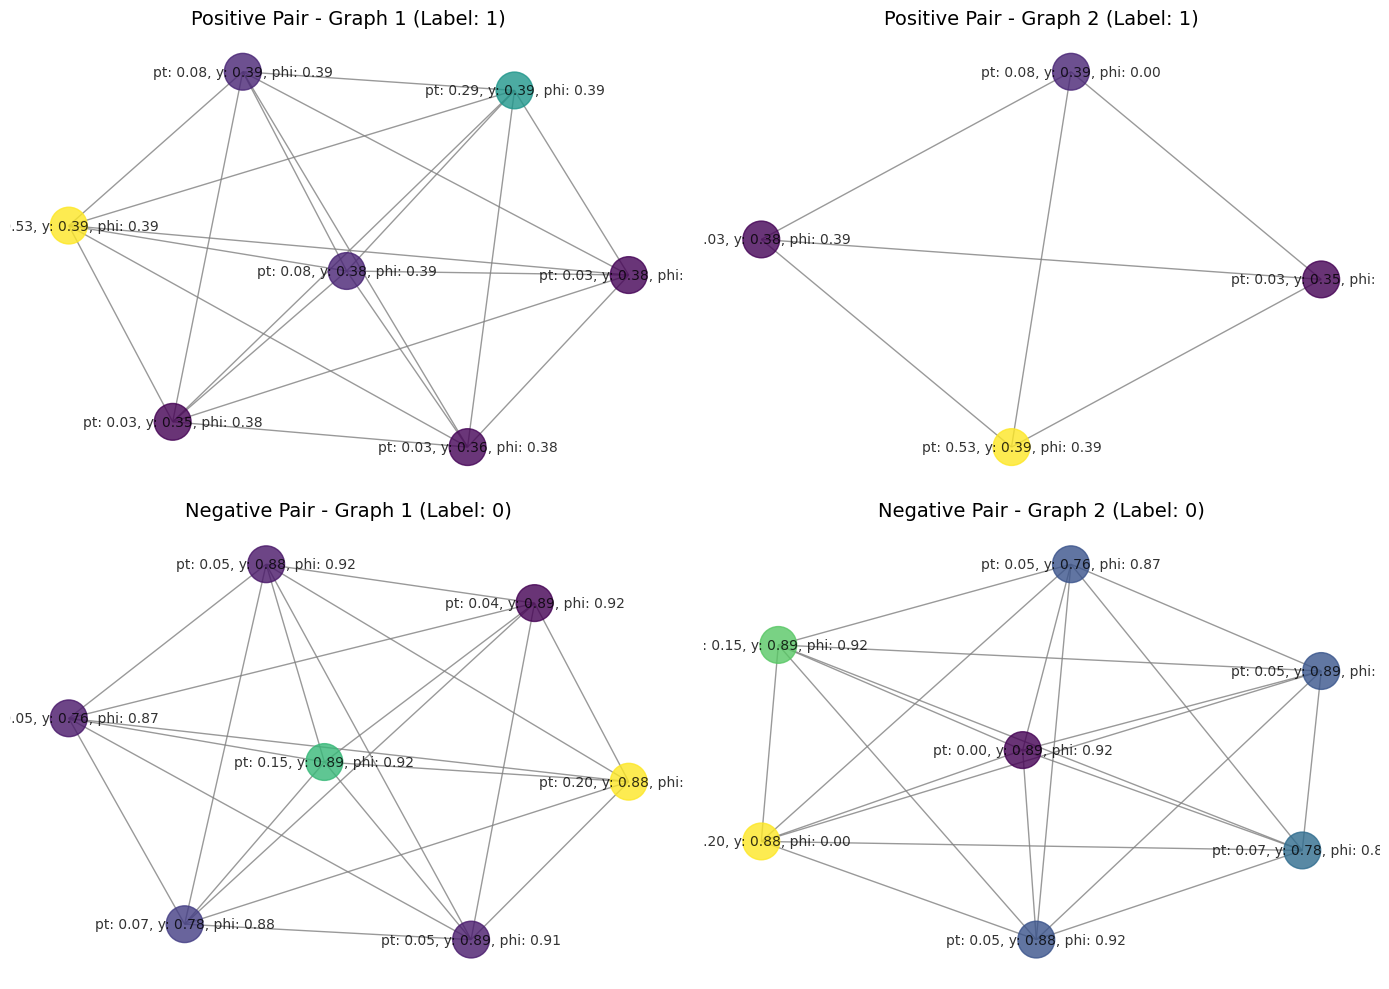 Positive Pair - Graph 1 (Label: 1)
Positive Pair - Graph 2 (Label: 1)
pt: 0.08, y: 0.39, phi: 0.39
pt: 0.29, y: 0.39, phi: 0.39
.53, y: 0.39, phi: 0.39
pt: 0.08, y: 0.38, phi: 0.39
pt: 0.03, y: 0.38, phi:
pt: 0.03, y: 0.35, phi: 0.38
pt: 0.03, y: 0.36, phi: 0.38
pt: 0.08, y: 0.39, phi: 0.00
.03, y: 0.38, phi: 0.39
pt: 0.03, y: 0.35, phi:
pt: 0.53, y: 0.39, phi: 0.39
Negative Pair - Graph 1 (Label: 0)
Negative Pair - Graph 2 (Label: 0)
pt: 0.05, y: 0.88, phi: 0.92
pt: 0.04, y: 0.89, phi: 0.92
.05, y: 0.76, phi: 0.87
pt: 0.15, y: 0.89, phi: 0.92
pt: 0.20, y: 0.88, phi:
pt: 0.07, y: 0.78, phi: 0.88
pt: 0.05, y: 0.89, phi: 0.91
pt: 0.05, y: 0.76, phi: 0.87
: 0.15, y: 0.89, phi: 0.92
pt: 0.05, y: 0.89, phi:
pt: 0.00, y: 0.89, phi: 0.92
.20, y: 0.88, phi: 0.00
pt: 0.07, y: 0.78, phi: 0.8
pt: 0.05, y: 0.88, phi: 0.92